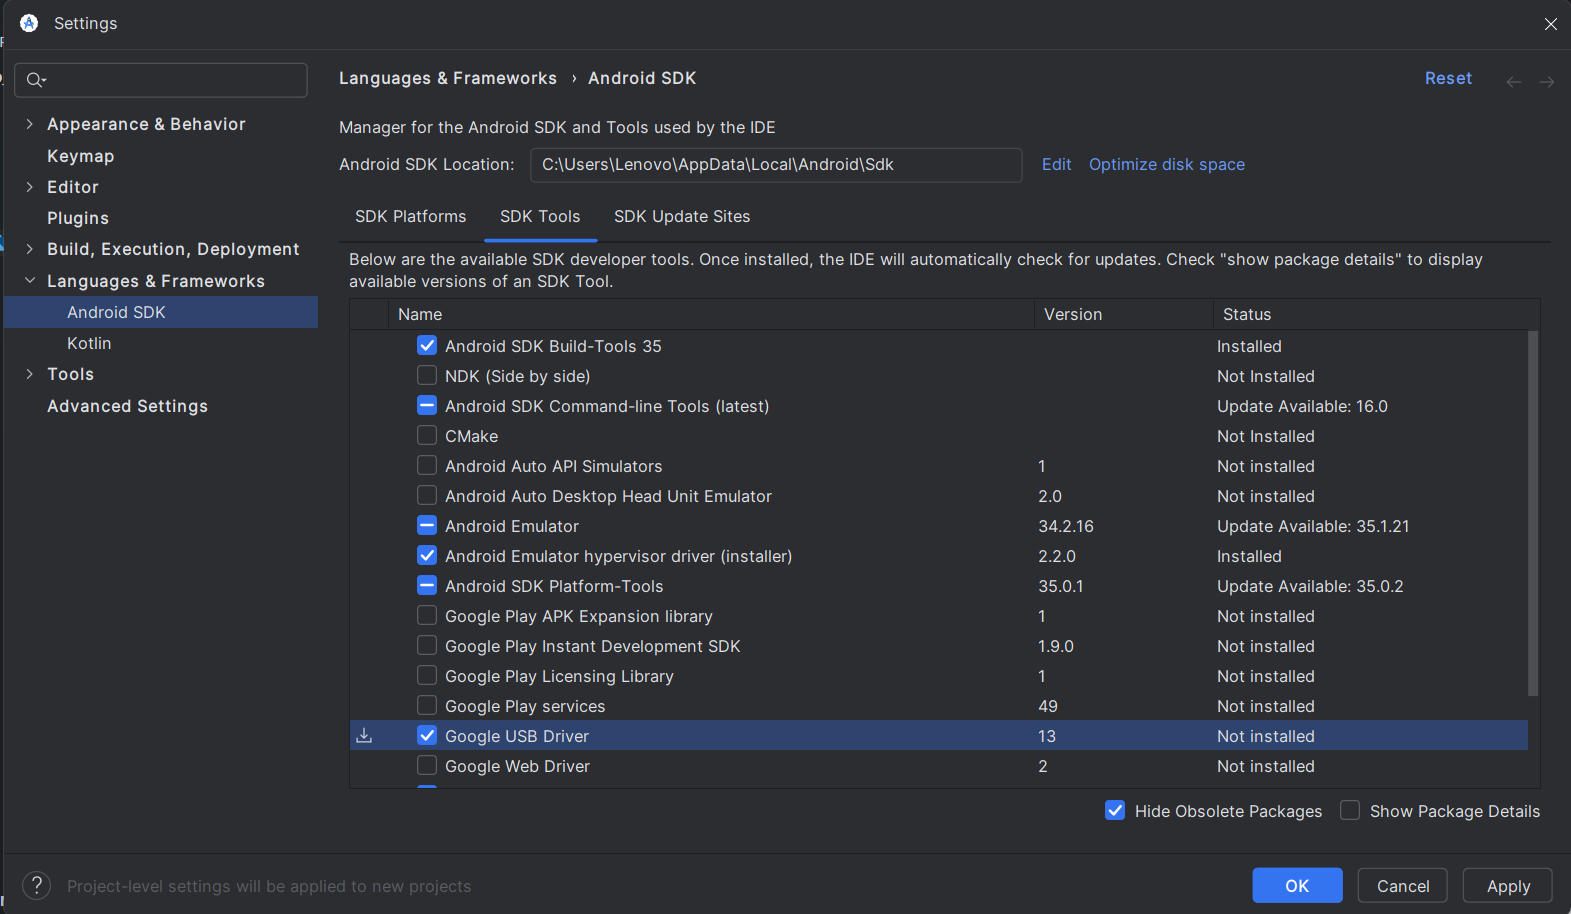 Settings
Languages & Frameworks › Android SDK
Reset
Appearance & Behavior
Keymap
Editor
Plugins
Build, Execution, Deployment
Languages & Frameworks
Android SDK
Kotlin
Tools
Advanced Settings
Manager for the Android SDK and Tools used by the IDE
Android SDK Location: C:\Users\Lenovo\AppData\Local\Android\Sdk Edit Optimize disk space
SDK Platforms SDK Tools SDK Update Sites
Below are the available SDK developer tools. Once installed, the IDE will automatically check for updates. Check "show package details" to display
available versions of an SDK Tool.
Name Version Status
Android SDK Build-Tools 35 Installed
NDK (Side by side) Not Installed
Android SDK Command-line Tools (latest) Update Available: 16.0
CMake Not Installed
Android Auto API Simulators 1 Not installed
Android Auto Desktop Head Unit Emulator 2.0 Not installed
Android Emulator 34.2.16 Update Available: 35.1.21
Android Emulator hypervisor driver (installer) 2.2.0 Installed
Android SDK Platform-Tools 35.0.1 Update Available: 35.0.2
Google Play APK Expansion library 1 Not installed
Google Play Instant Development SDK 1.9.0 Not installed
Google Play Licensing Library 1 Not installed
Google Play services 49 Not installed
Google USB Driver 13 Not installed
Google Web Driver 2 Not installed
Hide Obsolete Packages Show Package Details
? Project-level settings will be applied to new projects
OK Cancel Apply